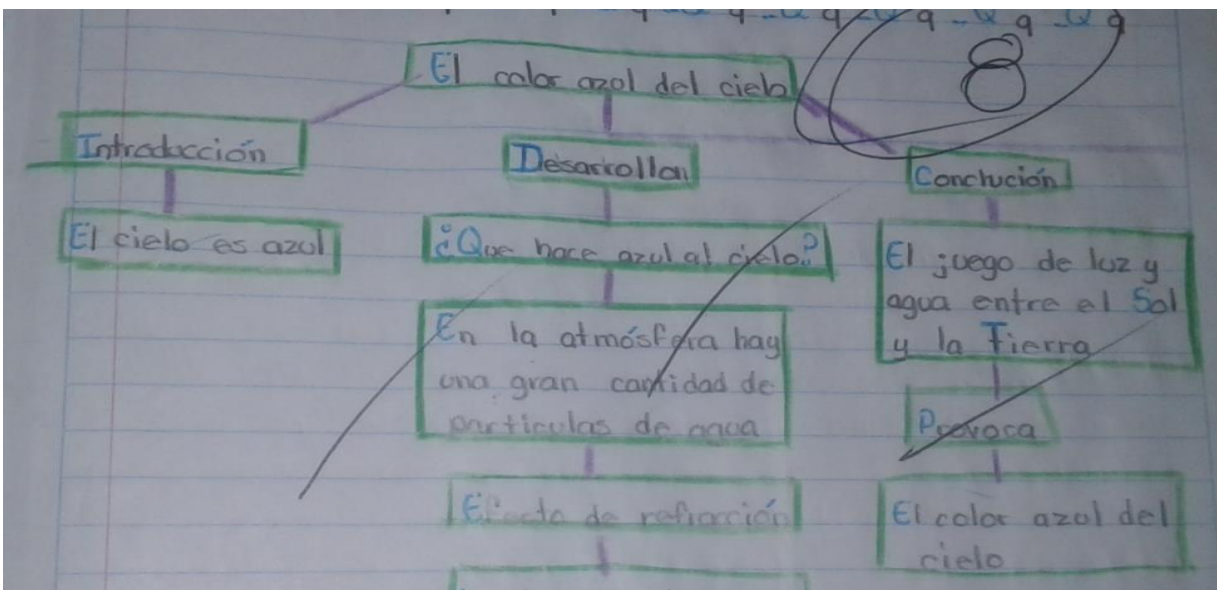 8
El color azol del cielo
Introducción
El cielo es azul
Desarrollan
¿Que hace azul al cielo?
En la atmósfera hay
una gran cantidad de
particulas de agua
Efecto de refracción
Conclución
El juego de luz y
agua entre el Sol
y la Tierra
Provoca
El color azul del
cielo